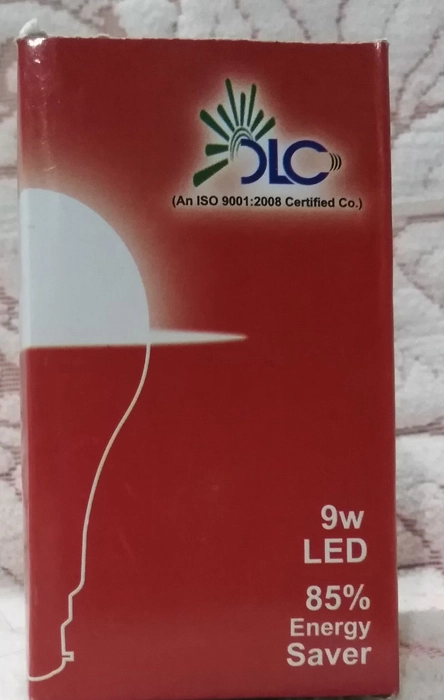 DLC
(An ISO 9001:2008 Certified Co.)
9w
LED
85%
Energy
Saver